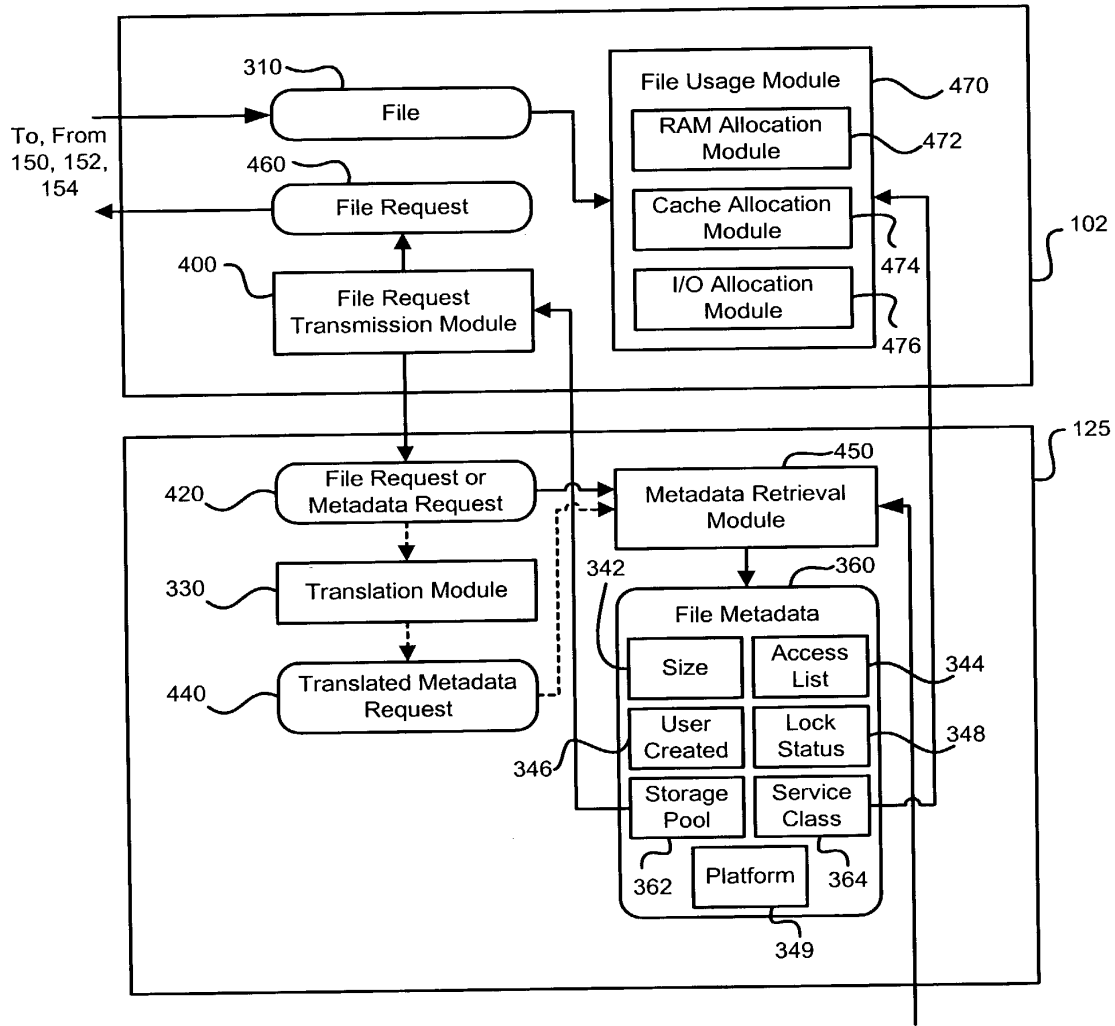 310
File
To, From
150, 152,
154
460
File Request
400
File Request
Transmission Module
File Usage Module
470
RAM Allocation
Module
472
Cache Allocation
Module
474
I/O Allocation
Module
476
102
125
420
File Request or
Metadata Request
450
Metadata Retrieval
Module
330
Translation Module
440
Translated Metadata
Request
342
360
File Metadata
Size
Access
List
344
User
Created
346
Lock
Status
348
Storage
Pool
362
Service
Class
364
Platform
349